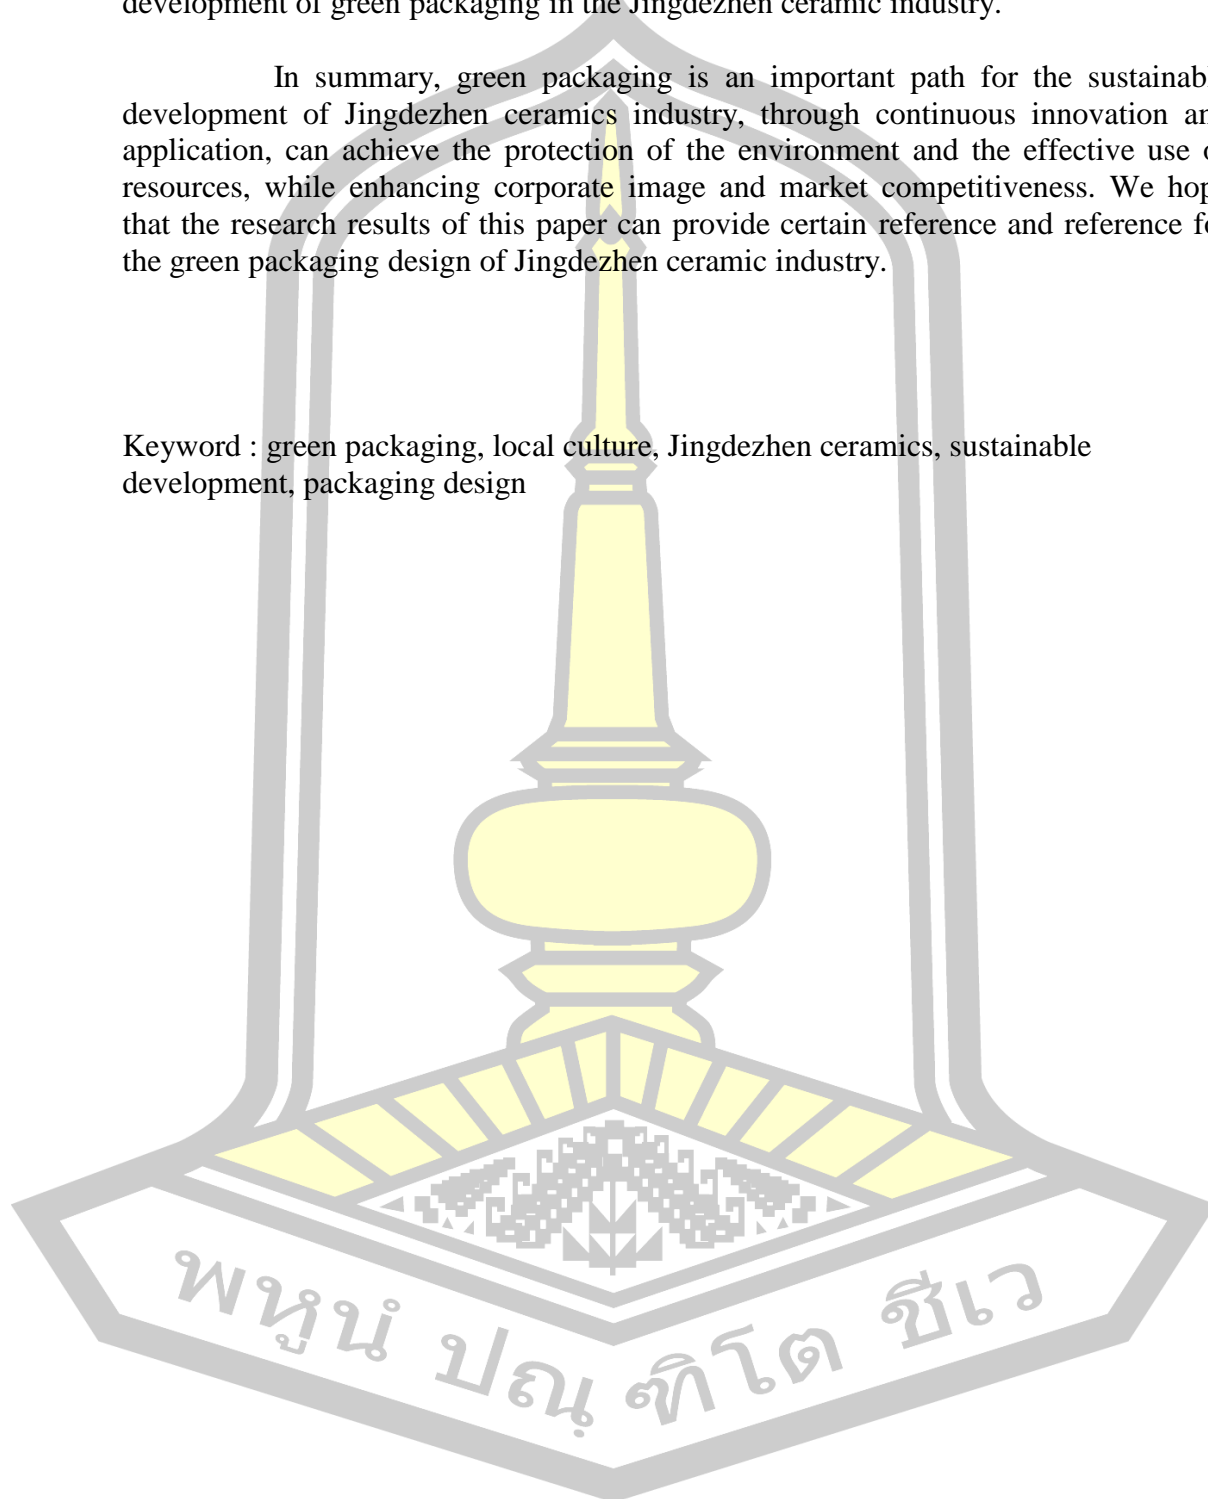 development of green packaging in the Jingdezhen ceramic industry.
In summary, green packaging is an important path for the sustainabl
development of Jingdezhen ceramics industry, through continuous innovation an
application, can achieve the protection of the environment and the effective use o
resources, while enhancing corporate image and market competitiveness. We hop
that the research results of this paper can provide certain reference and reference fo
the green packaging design of Jingdezhen ceramic industry.
Keyword : green packaging, local culture, Jingdezhen ceramics, sustainable
development, packaging design
พหูนํ ปณฺฑิโต ชีเว